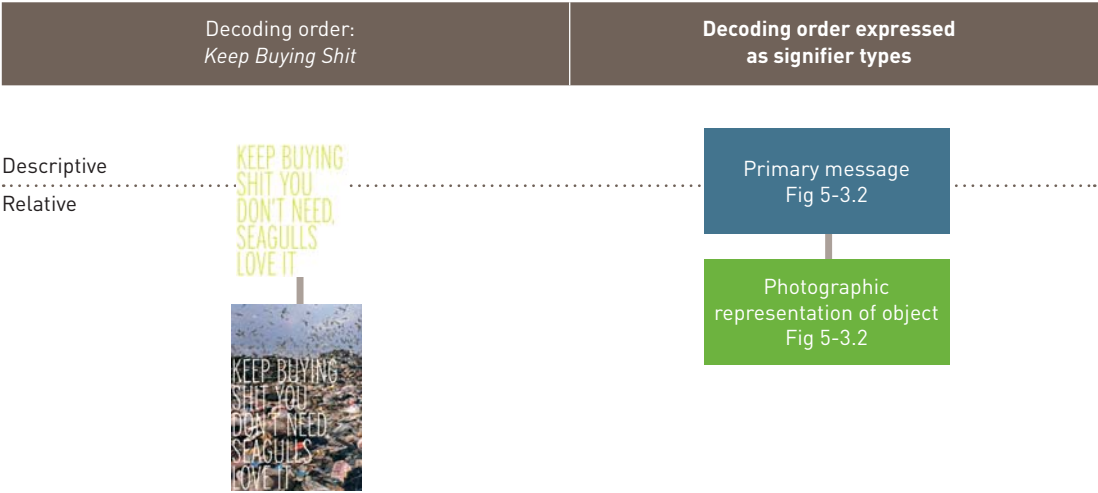 Decoding order:
Keep Buying Shit
Decoding order expressed
as signifier types
Descriptive
Relative
KEEP BUYING
SHIT YOU
DON'T NEED,
SEAGULLS
LOVE IT
Primary message
Fig 5-3.2
Photographic
representation of object
Fig 5-3.2
KEEP BUYING
SHIT YOU
DON'T NEED,
SEAGULLS
LOVE IT